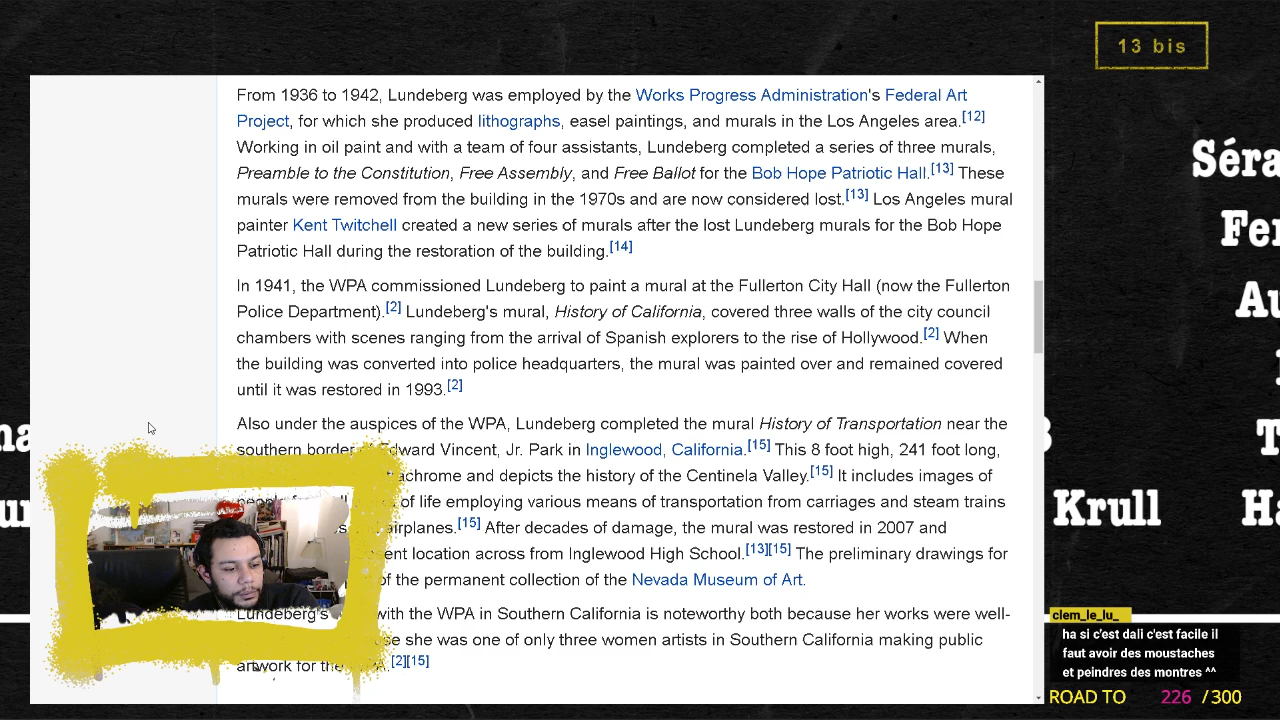 13 bis
From 1936 to 1942, Lundeberg was employed by the Works Progress Administration's Federal Art
Project, for which she produced lithographs, easel paintings, and murals in the Los Angeles area.[12]
Working in oil paint and with a team of four assistants, Lundeberg completed a series of three murals,
Preamble to the Constitution, Free Assembly, and Free Ballot for the Bob Hope Patriotic Hall.[13] These
murals were removed from the building in the 1970s and are now considered lost.[13] Los Angeles mural
painter Kent Twitchell created a new series of murals after the lost Lundeberg murals for the Bob Hope
Patriotic Hall during the restoration of the building.[14]
In 1941, the WPA commissioned Lundeberg to paint a mural at the Fullerton City Hall (now the Fullerton
Police Department).[2] Lundeberg's mural, History of California, covered three walls of the city council
chambers with scenes ranging from the arrival of Spanish explorers to the rise of Hollywood.[2] When
the building was converted into police headquarters, the mural was painted over and remained covered
until it was restored in 1993.[2]
Also under the auspices of the WPA, Lundeberg completed the mural History of Transportation near the
southern border Edward Vincent, Jr. Park in Inglewood, California.[15] This 8 foot high, 241 foot long,
achrome and depicts the history of the Centinela Valley.[15] It includes images of
of life employing various means of transportation from carriages and steam trains
airplanes.[15] After decades of damage, the mural was restored in 2007 and
ent location across from Inglewood High School.[13][15] The preliminary drawings for
of the permanent collection of the Nevada Museum of Art.
Lundeberg's with the WPA in Southern California is noteworthy both because her works were well-
se she was one of only three women artists in Southern California making public
artwork for the [2][15]
Séra
Fer
Au
T
Krull
Ha
clem_le_lu_
ha si c'est dali c'est facile il
faut avoir des moustaches
et peindres des montres ^^
ROAD TO 226 /300